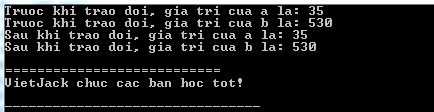 Truoc khi trao doi, gia tri cua a la: 35
Truoc khi trao doi, gia tri cua b la: 530
Sau khi trao doi, gia tri cua a la: 35
Sau khi trao doi, gia tri cua b la: 530
===========================
VietJack chuc cac ban hoc tot!
--------------------------------